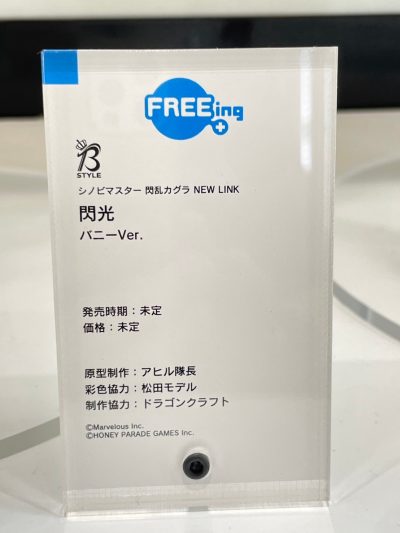 FREEing
B
STYLE
シノビマスター 閃乱カグラ NEW LINK
閃光
バニーVer.
発売時期：未定
価格：未定
原型制作：アヒル隊長
彩色協力：松田モデル
制作協力：ドラゴンクラフト
©Marvelous Inc.
©HONEY PARADE GAMES Inc.